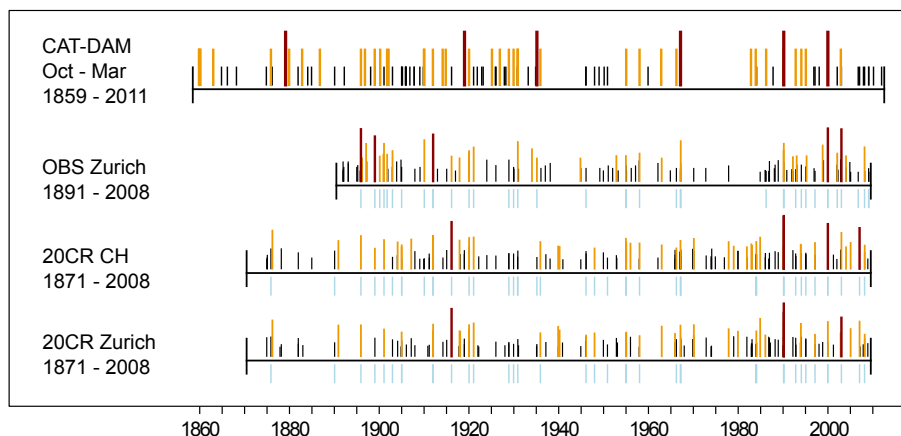 CAT-DAM
Oct - Mar
1859 - 2011
OBS Zurich
1891 - 2008
20CR CH
1871 - 2008
20CR Zurich
1871 - 2008
1860 1880 1900 1920 1940 1960 1980 2000